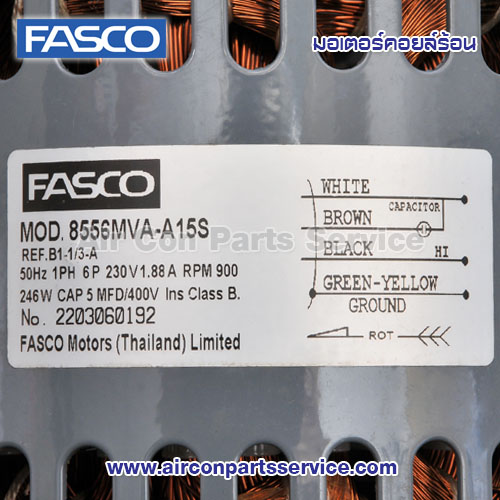 FASCO
มอเตอร์คอยล์ร้อน
FASCO
MOD. 8556MVA-A15S
REF.B1-1/3-A
50Hz 1PH 6P 230V 1.88A RPM 900
246W CAP 5 MFD/400V Ins Class B.
No. 2203060192
FASCO Motors (Thailand) Limited
WHITE
CAPACITOR
BROWN
BLACK HI
GREEN-YELLOW
GROUND
ROT
Air Con Parts Service
www.airconpartsservice.com